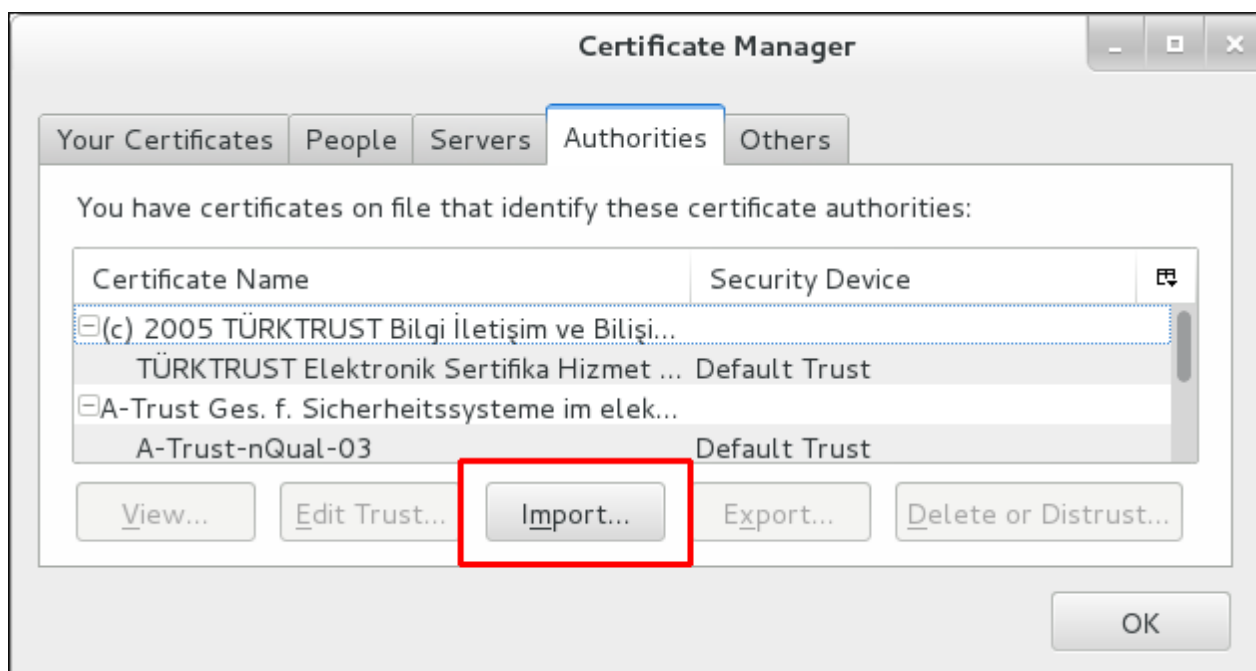 Certificate Manager
Your Certificates People Servers Authorities Others
You have certificates on file that identify these certificate authorities:
Certificate Name Security Device
(c) 2005 TÜRKTRUST Bilgi İletişim ve Bilişi...
TÜRKTRUST Elektronik Sertifika Hizmet ... Default Trust
A-Trust Ges. f. Sicherheitssysteme im elek...
A-Trust-nQual-03 Default Trust
View... Edit Trust... Import... Export... Delete or Distrust...
OK